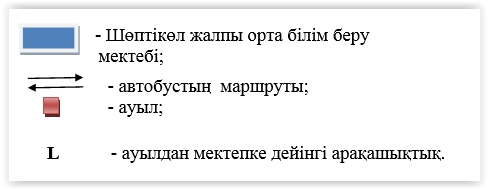 - Шөптікөл жалпы орта білім беру
мектебі;
- автобустың маршруты;
- ауыл;
L - ауылдан мектепке дейінгі арақашықтық.